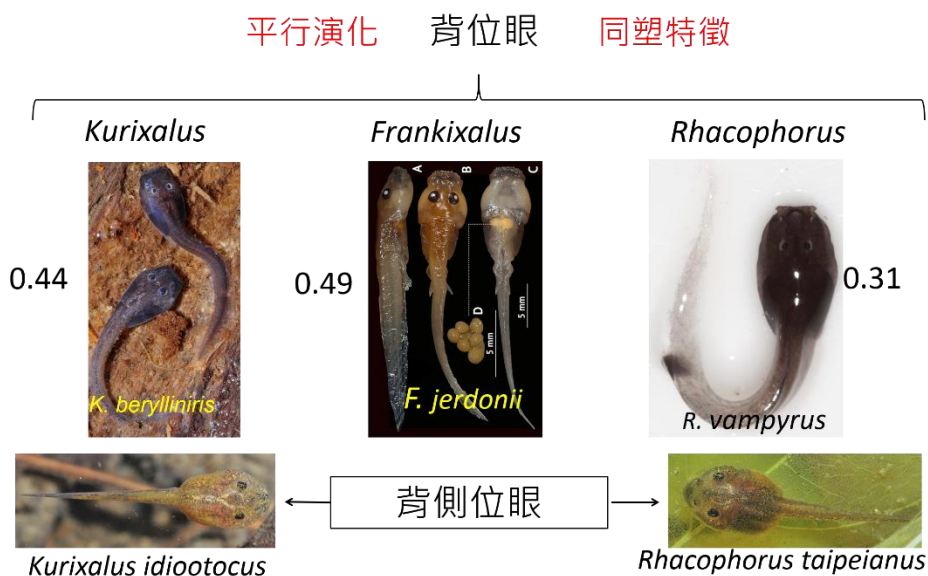 平行演化 背位眼 同塑特徵
Kurixalus Frankixalus Rhacophorus
0.44 0.49 0.31
A B C
D
5 mm 5 mm
K. berylliniris F. jerdonii R. vampyrus
背側位眼
Kurixalus idiootocus Rhacophorus taipeianus